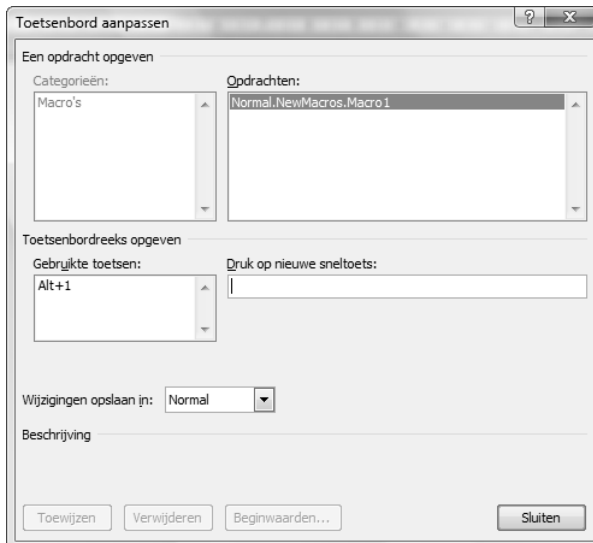 Toetsenbord aanpassen
Een opdracht opgeven
Categorieën:
Opdrachten:
Macro's
Normal.NewMacros.Macro1
Toetsenbordreeks opgeven
Gebruikte toetsen:
Druk op nieuwe sneltoets:
Alt+1
Wijzigingen opslaan in:
Normal
Beschrijving
Toewijzen
Verwijderen
Beginwaarden...
Sluiten